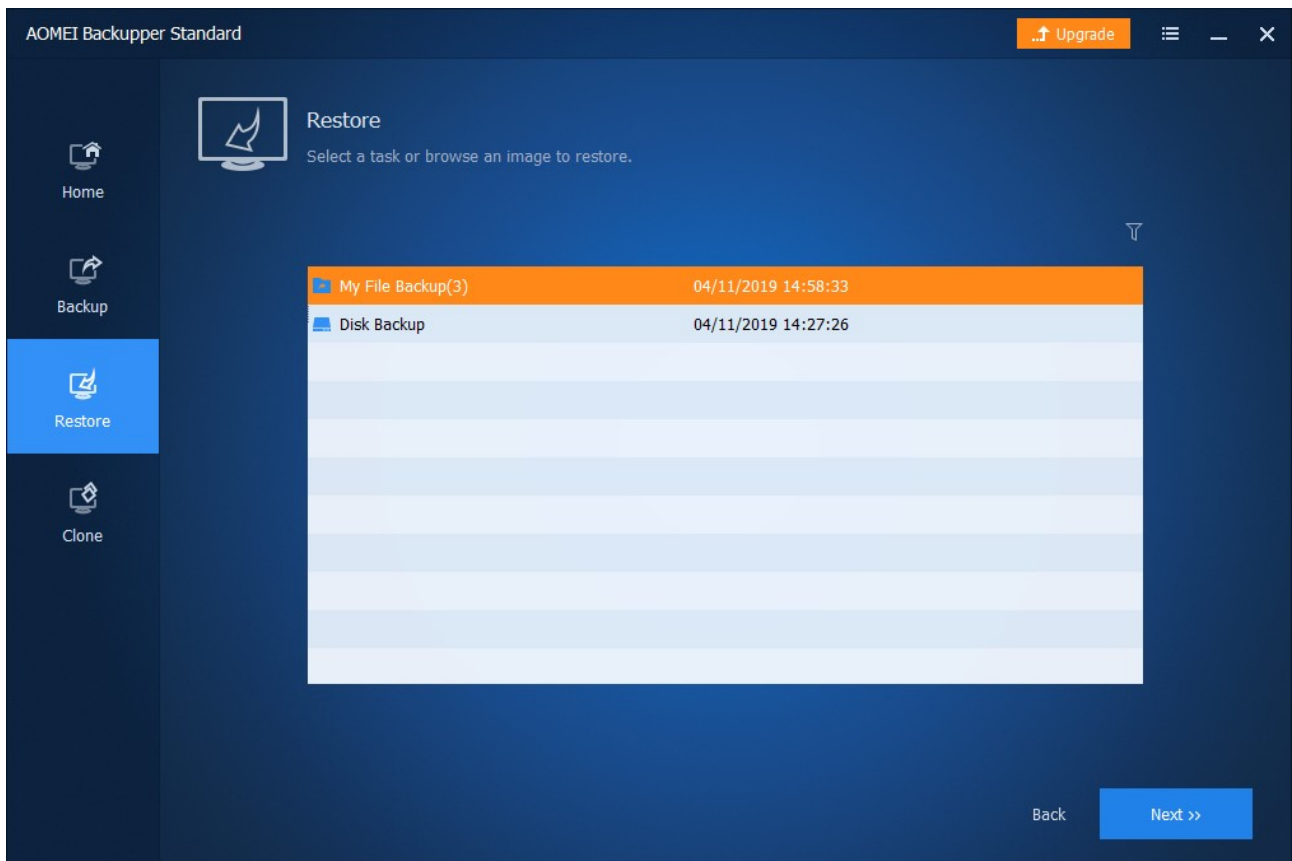 AOMEI Backupper Standard
Upgrade
Restore
Select a task or browse an image to restore.
Home
Backup
Restore
Clone
My File Backup(3) 04/11/2019 14:58:33
Disk Backup 04/11/2019 14:27:26
Back Next >>